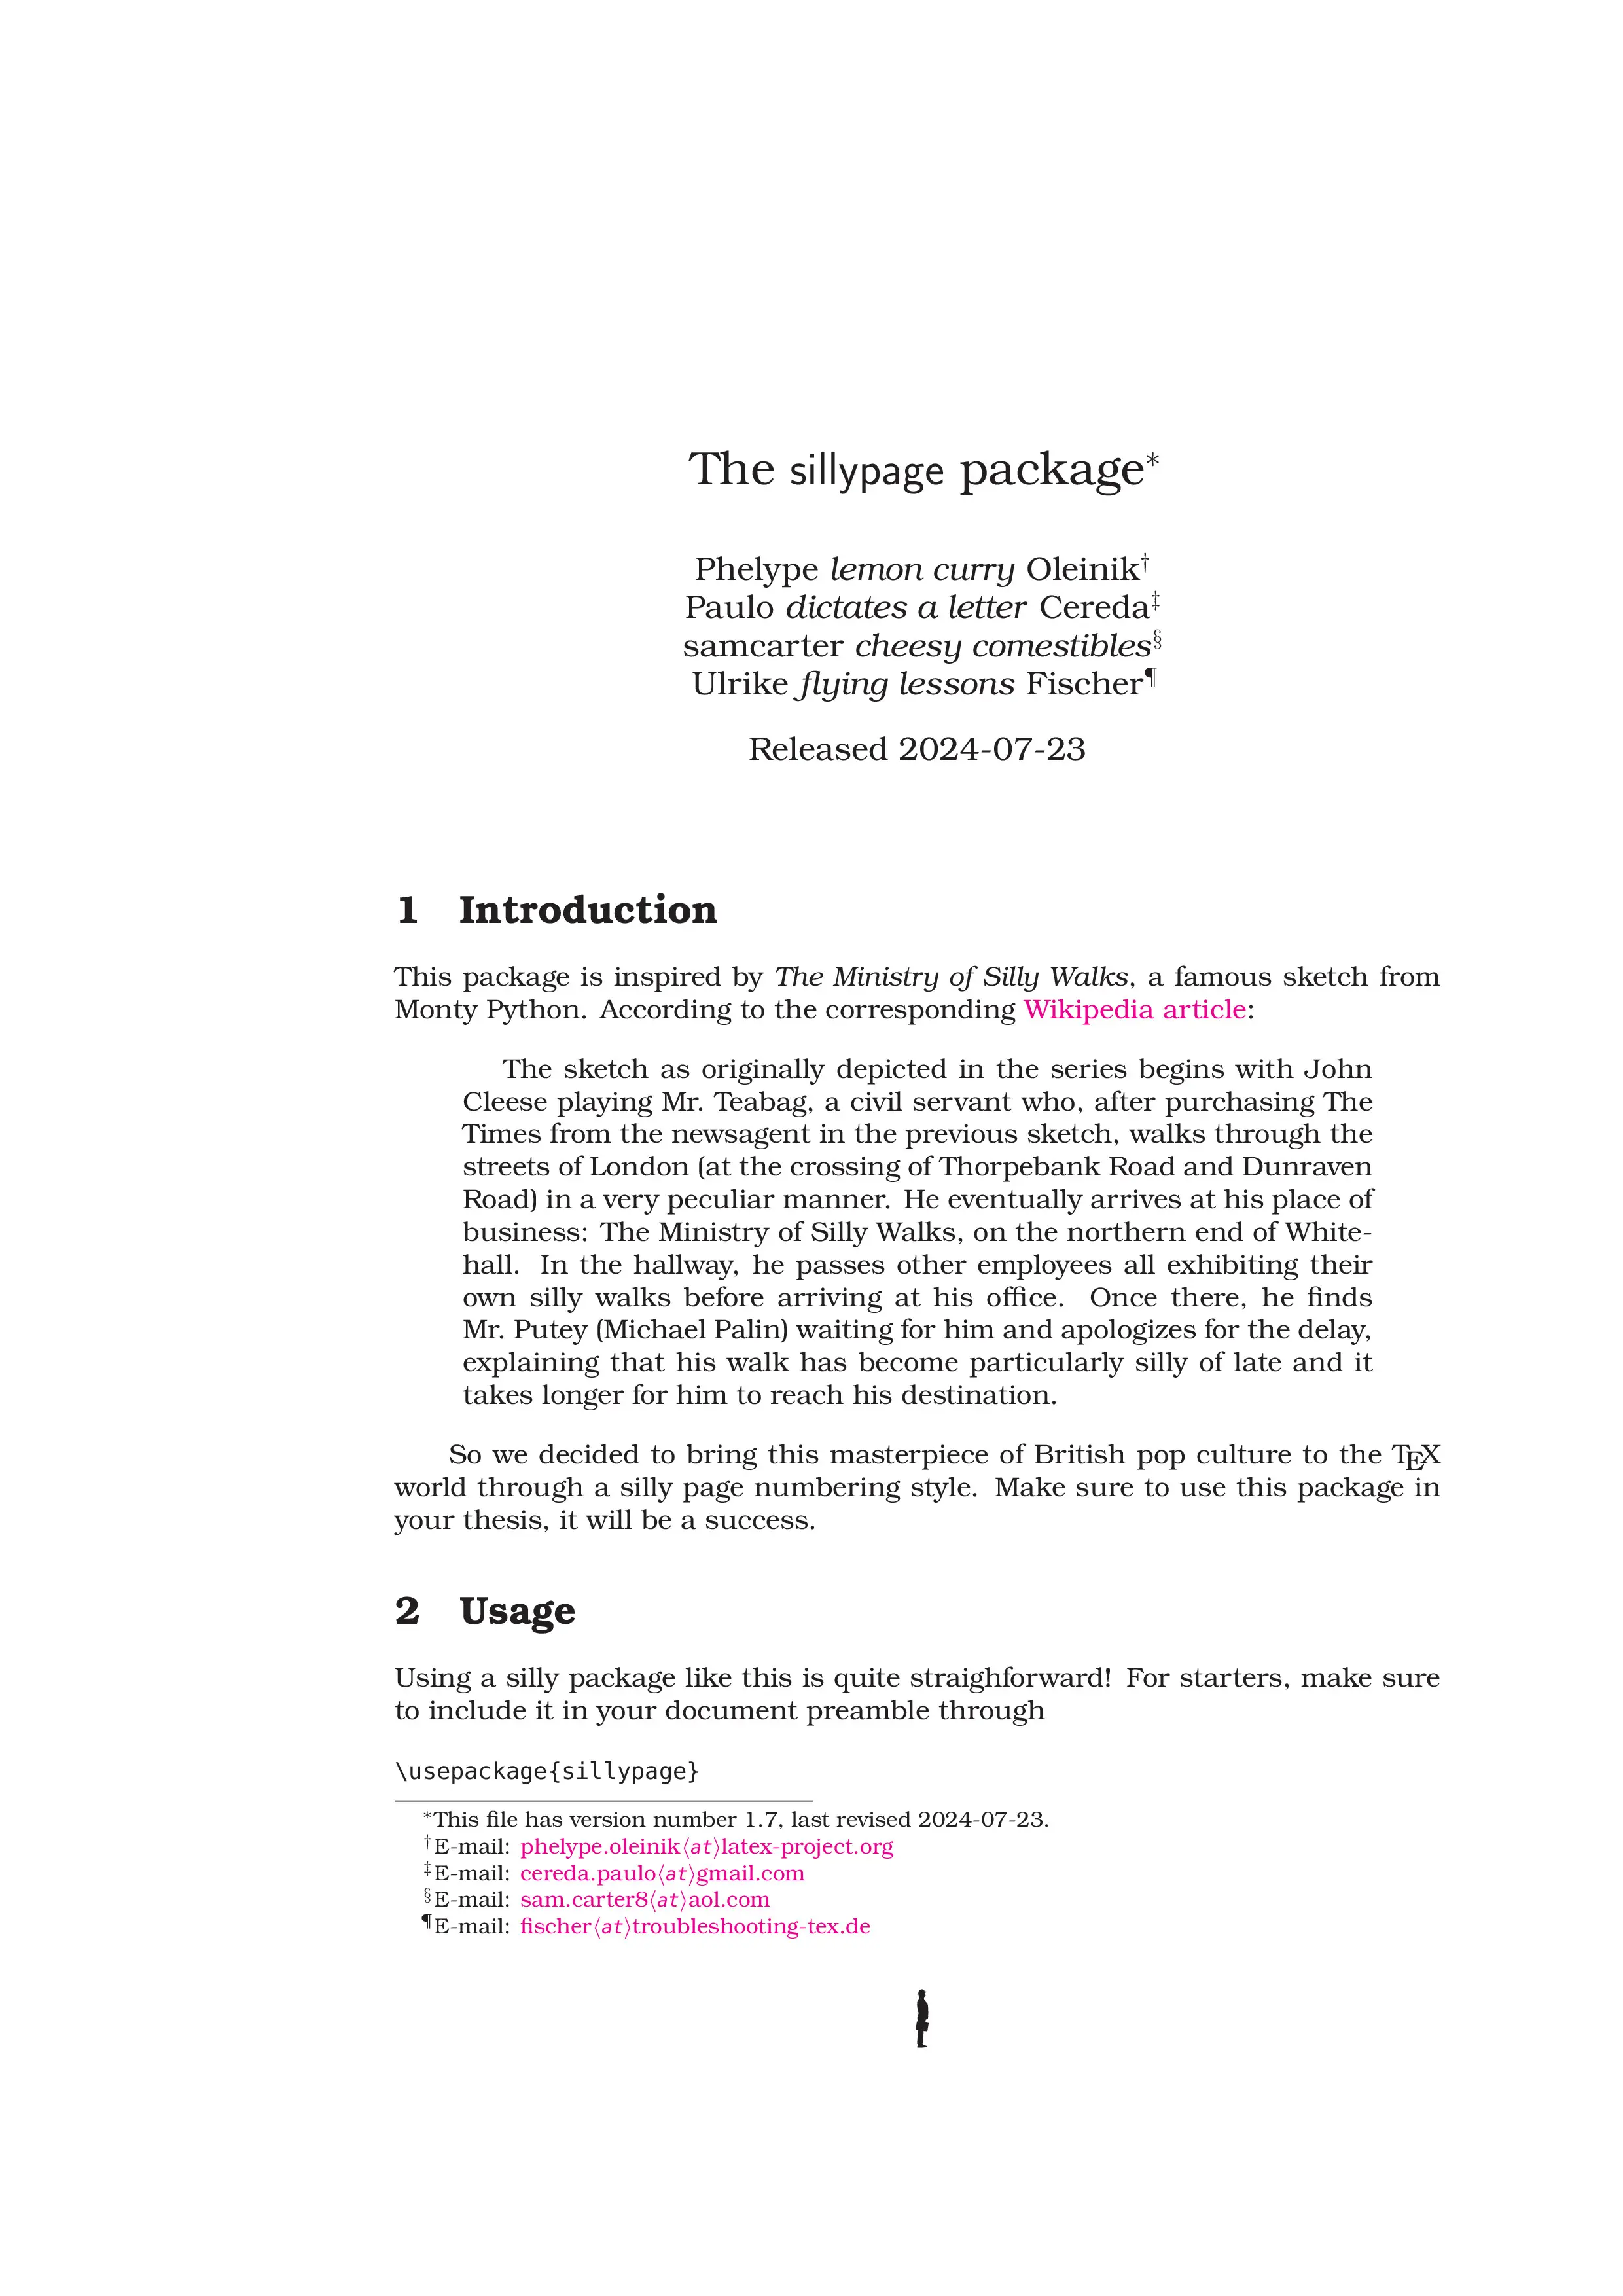 The sillypage package*
Phelype lemon curry Oleinik†
Paulo dictates a letter Cereda‡
samcarter cheesy comestibles§
Ulrike flying lessons Fischer¶
Released 2024-07-23
1 Introduction
This package is inspired by The Ministry of Silly Walks, a famous sketch from
Monty Python. According to the corresponding Wikipedia article:
The sketch as originally depicted in the series begins with John
Cleese playing Mr. Teabag, a civil servant who, after purchasing The
Times from the newsagent in the previous sketch, walks through the
streets of London (at the crossing of Thorpebank Road and Dunraven
Road) in a very peculiar manner. He eventually arrives at his place of
business: The Ministry of Silly Walks, on the northern end of White-
hall. In the hallway, he passes other employees all exhibiting their
own silly walks before arriving at his office. Once there, he finds
Mr. Putey (Michael Palin) waiting for him and apologizes for the delay,
explaining that his walk has become particularly silly of late and it
takes longer for him to reach his destination.
So we decided to bring this masterpiece of British pop culture to the TEX
world through a silly page numbering style. Make sure to use this package in
your thesis, it will be a success.
2 Usage
Using a silly package like this is quite straighforward! For starters, make sure
to include it in your document preamble through
\usepackage{sillypage}
*This file has version number 1.7, last revised 2024-07-23.
†E-mail: phelype.oleinik⟨at⟩latex-project.org
‡E-mail: cereda.paulo⟨at⟩gmail.com
§E-mail: sam.carter8⟨at⟩aol.com
¶E-mail: fischer⟨at⟩troubleshooting-tex.de